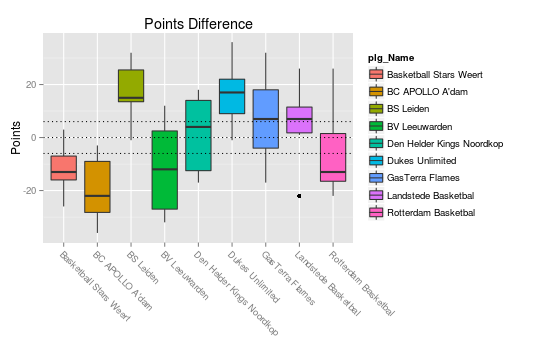 Points Difference
Points
20
0
-20
Basketball Stars Weert
BC APOLLO A'dam
BS Leiden
BV Leeuwarden
Den Helder Kings Noordkop
Dukes Unlimited
GasTerra Flames
Landstede Basketbal
Rotterdam Basketbal
plg_Name
Basketball Stars Weert
BC APOLLO A'dam
BS Leiden
BV Leeuwarden
Den Helder Kings Noordkop
Dukes Unlimited
GasTerra Flames
Landstede Basketbal
Rotterdam Basketbal